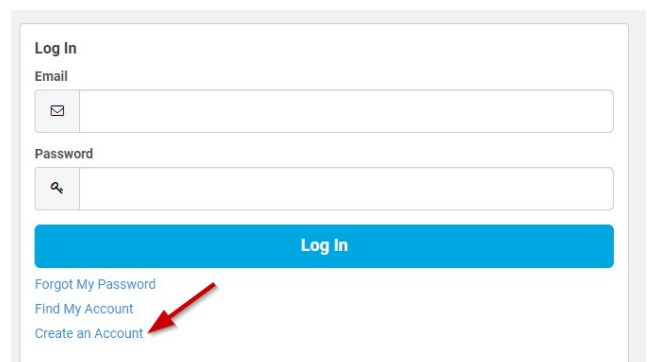 Log In
Email
Password
Log In
Forgot My Password
Find My Account
Create an Account